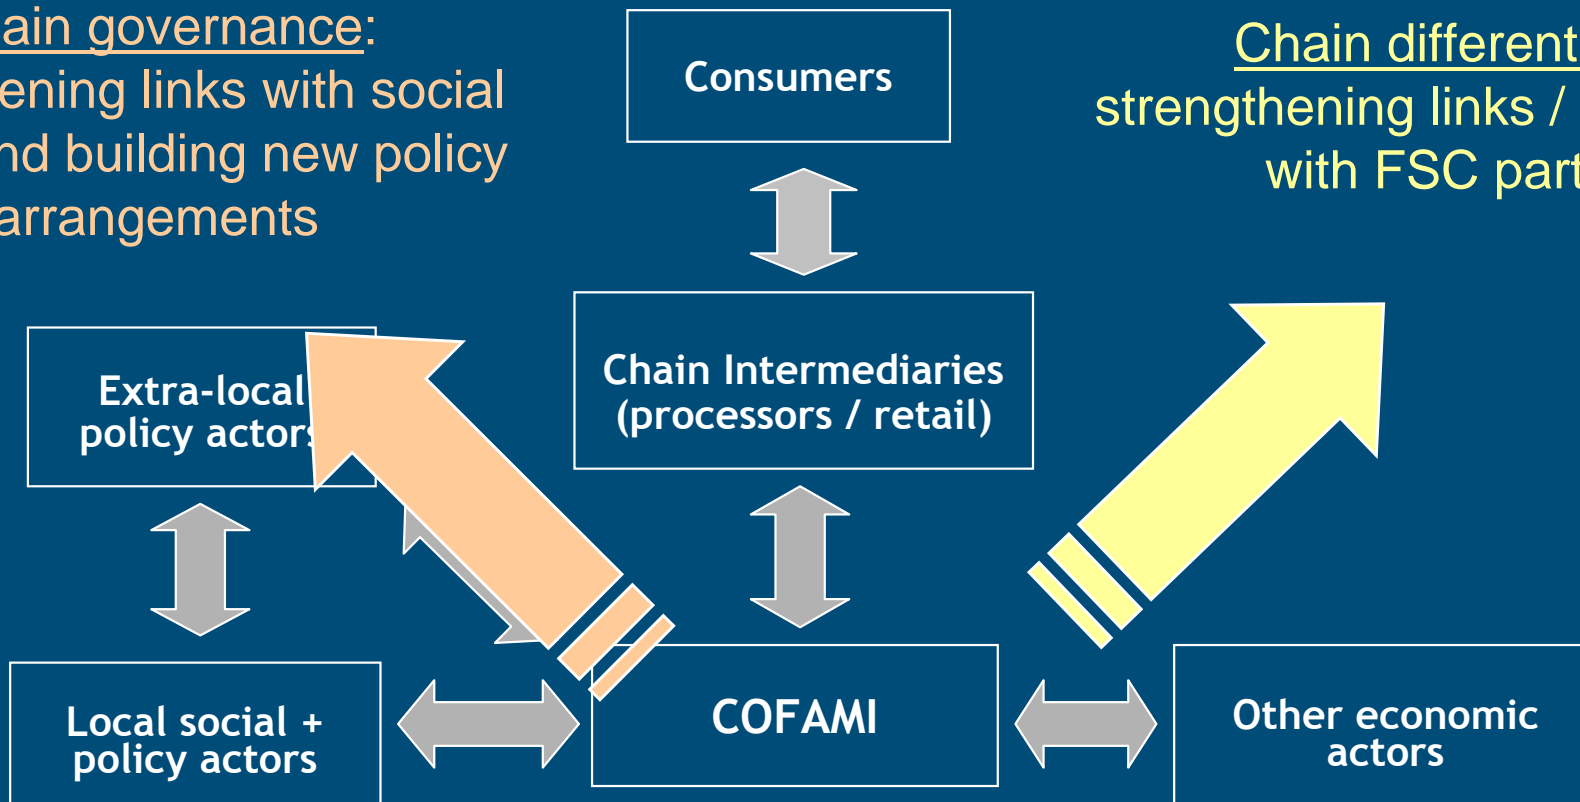 ain governance:
ening links with social
nd building new policy
arrangements
Chain different
strengthening links /
with FSC part
Consumers
Chain Intermediaries
(processors / retail)
Extra-local
policy actors
Local social +
policy actors
COFAMI
Other economic
actors